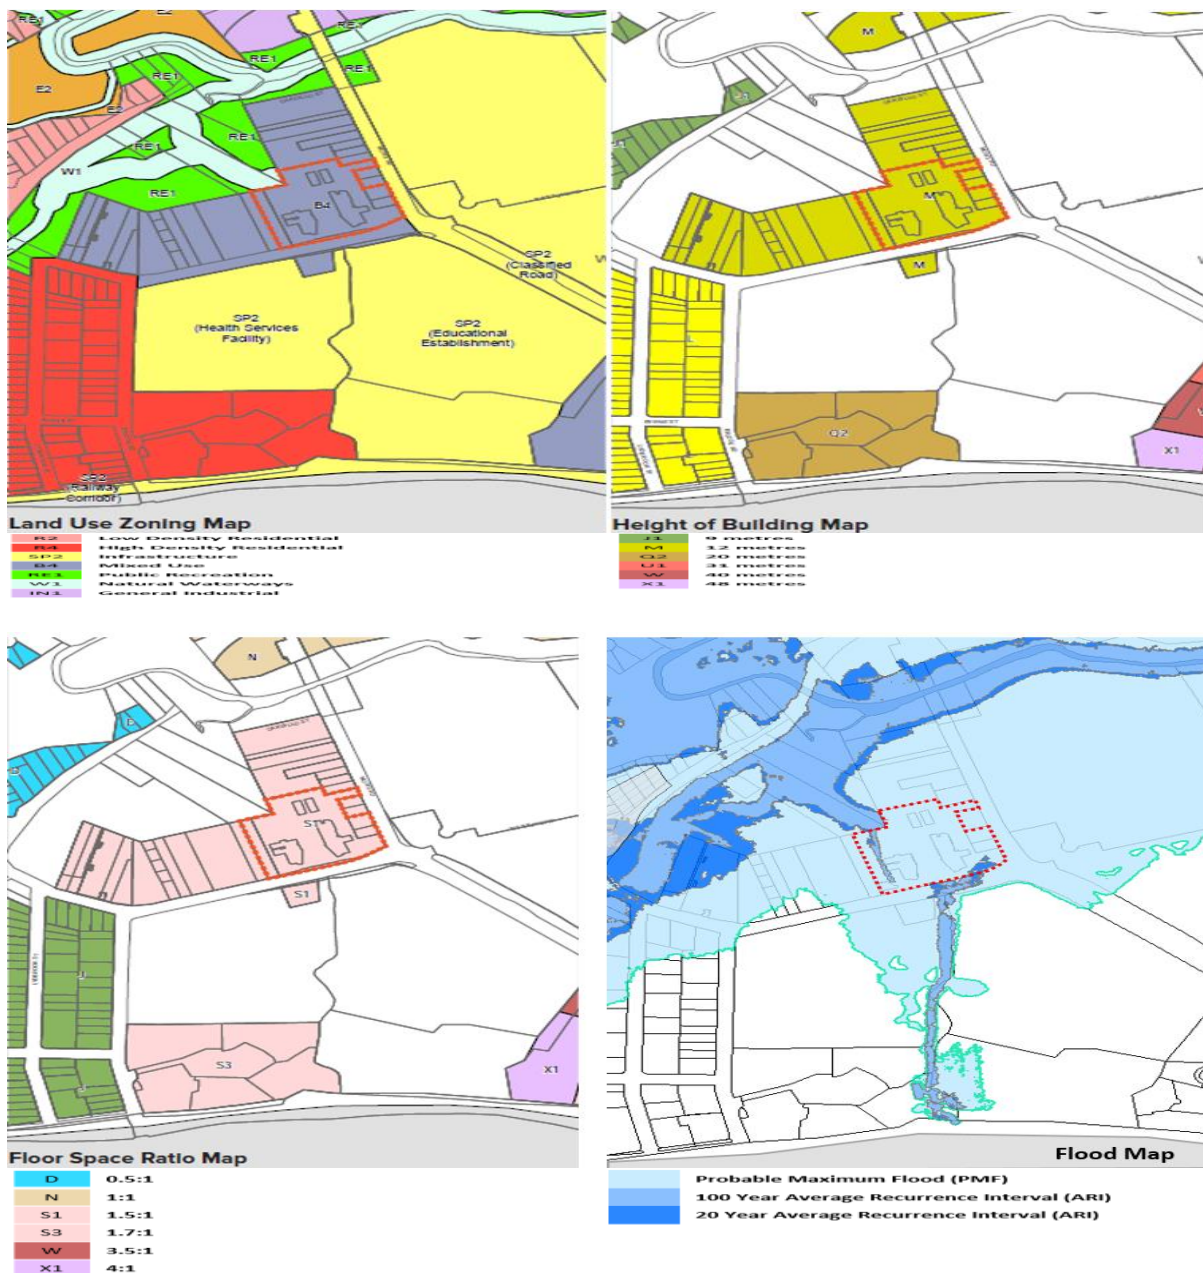 RE1
E2
RE1
RE1
RE1
E2
E2
RE1
RE1
W1
RE1
B4
SP2
(Classified
Road)
SP2
(Health Services
Facility)
SP2
(Educational
Establishment)
SP2
(Railway
Corridor)
Land Use Zoning Map
R2 Low Density Residential
R4 High Density Residential
SP2 Infrastructure
B4 Mixed Use
RE1 Public Recreation
W1 Natural Waterways
IN1 General Industrial
M
J1
J1
M
M
L
Q2
X1
Height of Building Map
J1 9 metres
M 12 metres
Q2 20 metres
U1 31 metres
W 40 metres
X1 48 metres
N
D
D
S1
S1
J
S3
J
X1
Floor Space Ratio Map
D 0.5:1
N 1:1
S1 1.5:1
S3 1.7:1
W 3.5:1
X1 4:1
Flood Map
Probable Maximum Flood (PMF)
100 Year Average Recurrence Interval (ARI)
20 Year Average Recurrence Interval (ARI)